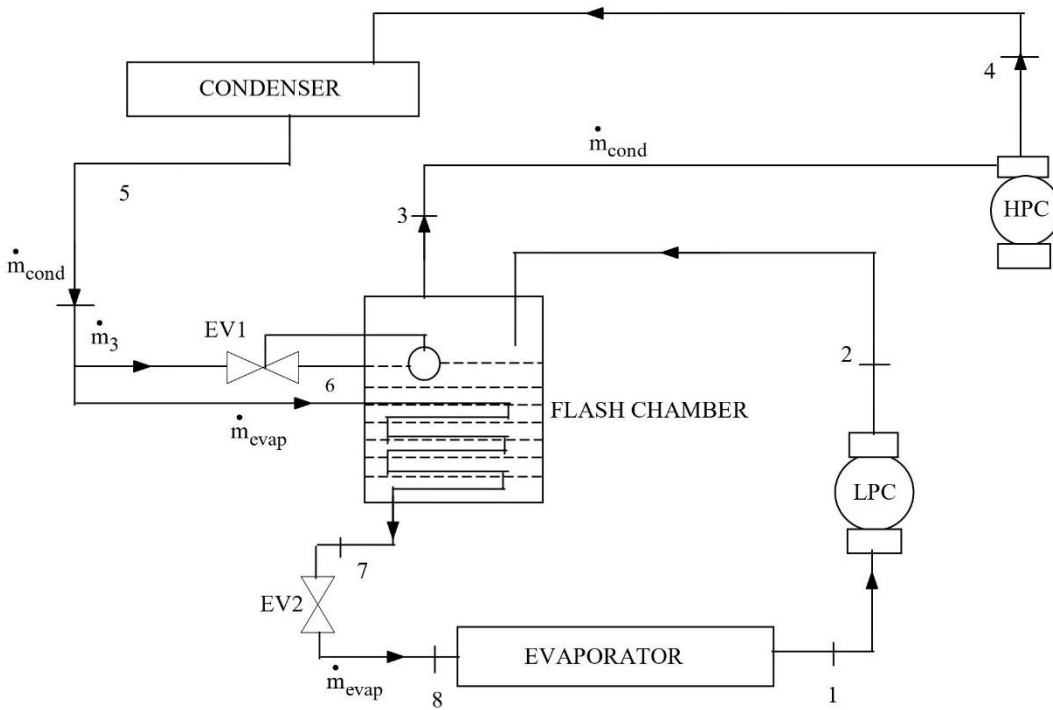 4
CONDENSER
ṁcond
5
3
HPC
ṁcond
ṁ3
EV1
2
6
FLASH CHAMBER
ṁevap
LPC
7
EV2
EVAPORATOR
ṁevap
8
1